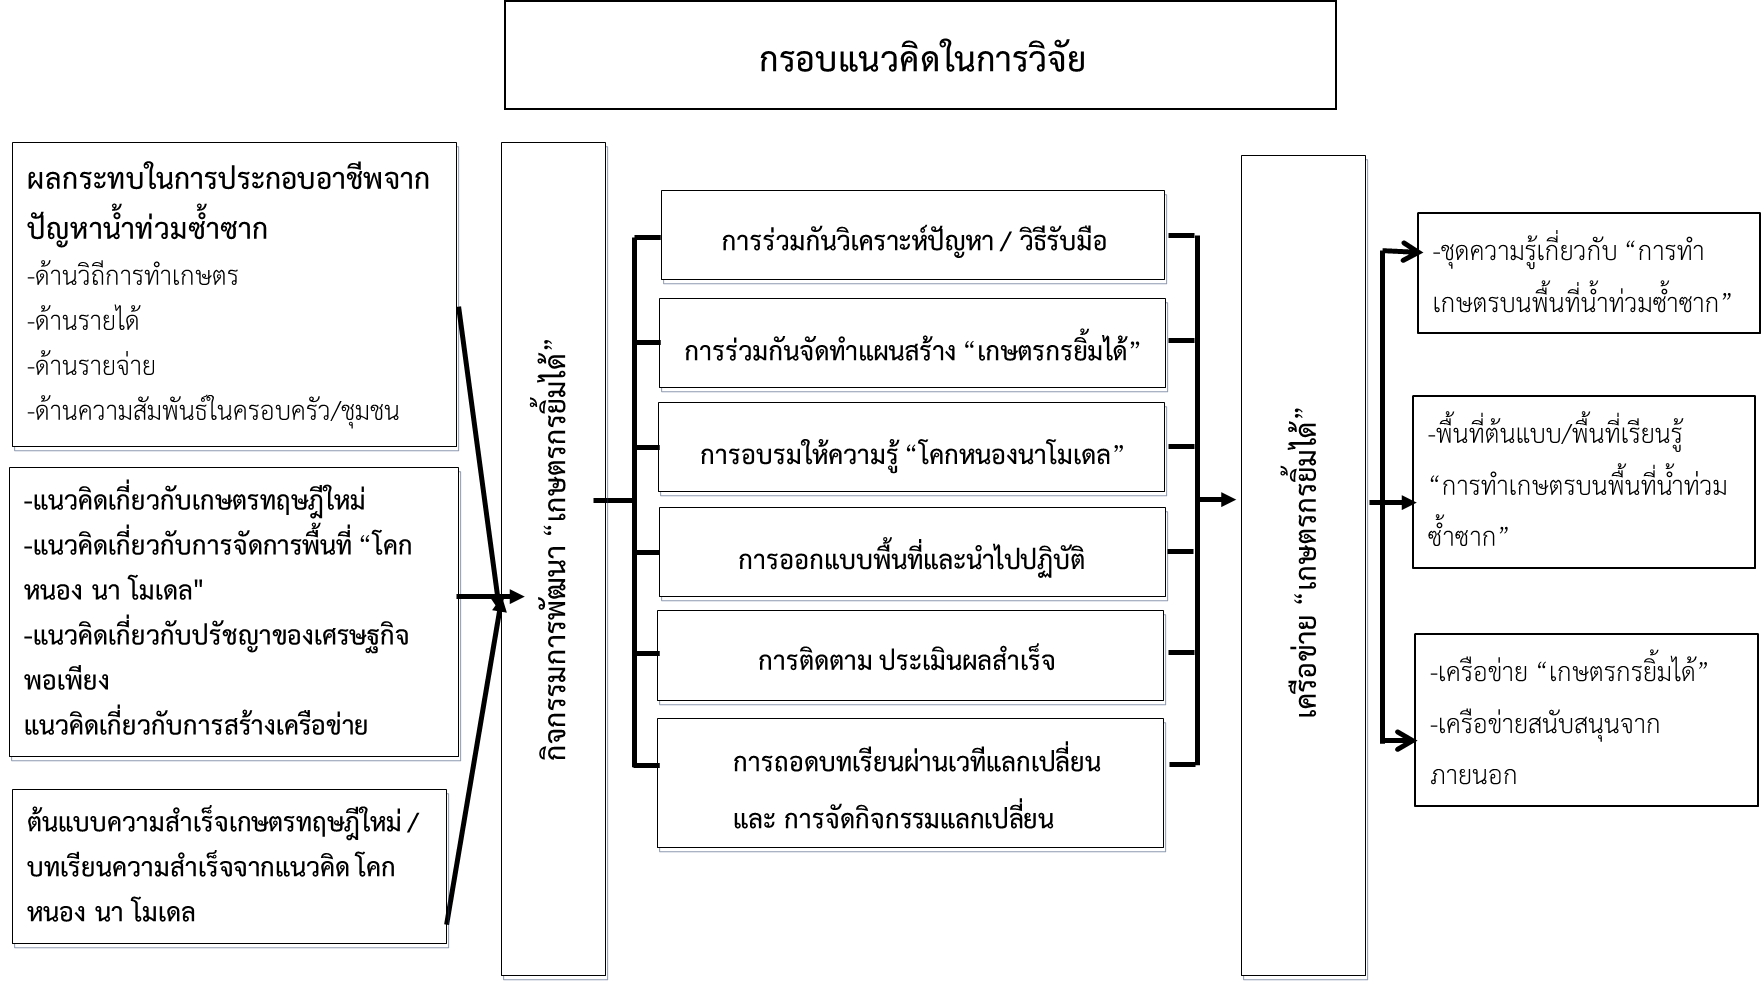 กรอบแนวคิดในการวิจัย
ผลกระทบในการประกอบอาชีพจาก
ปัญหาน้ำท่วมซ้ำซาก
-ด้านวิถีการทำเกษตร
-ด้านรายได้
-ด้านรายจ่าย
-ด้านความสัมพันธ์ในครอบครัว/ชุมชน
-แนวคิดเกี่ยวกับเกษตรทฤษฎีใหม่
-แนวคิดเกี่ยวกับการจัดการพื้นที่ “โคก
หนอง นา โมเดล"
-แนวคิดเกี่ยวกับปรัชญาของเศรษฐกิจ
พอเพียง
แนวคิดเกี่ยวกับการสร้างเครือข่าย
ต้นแบบความสำเร็จเกษตรทฤษฎีใหม่ /
บทเรียนความสำเร็จจากแนวคิด โคก
หนอง นา โมเดล
กิจกรรมการพัฒนา “เกษตรกรยิ้มได้”
การร่วมกันวิเคราะห์ปัญหา / วิธีรับมือ
การร่วมกันจัดทำแผนสร้าง “เกษตรกรยิ้มได้”
การอบรมให้ความรู้ “โคกหนองนาโมเดล”
การออกแบบพื้นที่และนำไปปฏิบัติ
การติดตาม ประเมินผลสำเร็จ
การถอดบทเรียนผ่านเวทีแลกเปลี่ยน
และ การจัดกิจกรรมแลกเปลี่ยน
เครือข่าย “เกษตรกรยิ้มได้”
-ชุดความรู้เกี่ยวกับ “การทำ
เกษตรบนพื้นที่น้ำท่วมซ้ำซาก”
-พื้นที่ต้นแบบ/พื้นที่เรียนรู้
“การทำเกษตรบนพื้นที่น้ำท่วม
ซ้ำซาก”
-เครือข่าย “เกษตรกรยิ้มได้”
-เครือข่ายสนับสนุนจาก
ภายนอก